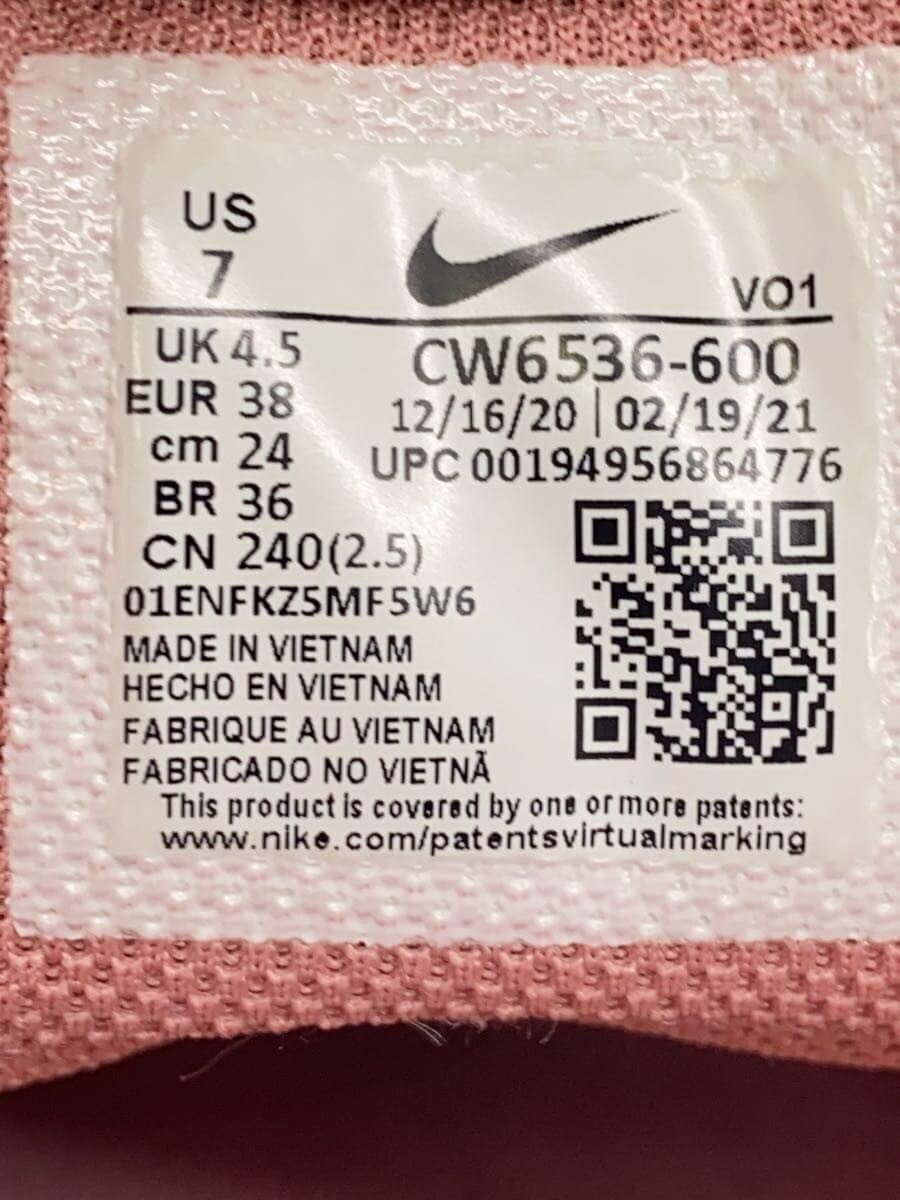 US
7
VO1
UK 4.5
EUR 38
cm 24
BR 36
CN 240(2.5)
CW6536-600
12/16/20 | 02/19/21
UPC 00194956864776
01ENFKZ5MF5W6
MADE IN VIETNAM
HECHO EN VIETNAM
FABRIQUE AU VIETNAM
FABRICADO NO VIETNÃ
This product is covered by one or more patents:
www.nike.com/patentsvirtualmarking